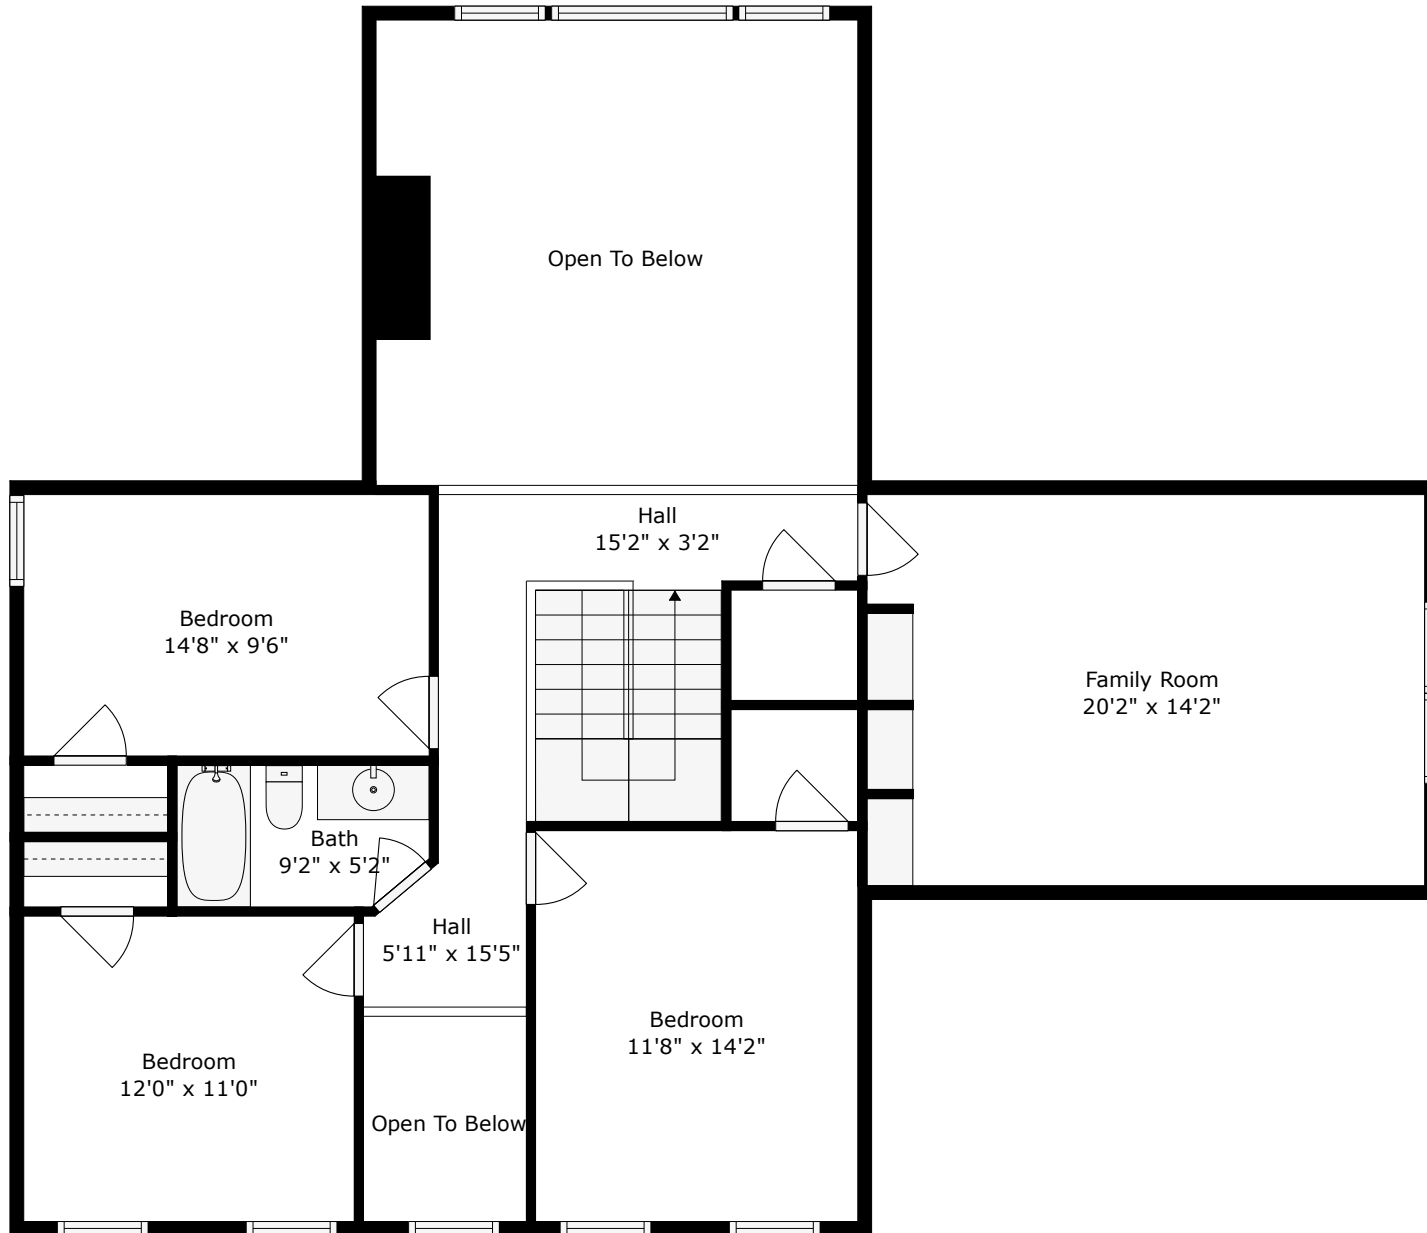 Open To Below
Hall
15'2" x 3'2"
Bedroom
14'8" x 9'6"
Family Room
20'2" x 14'2"
Bath
9'2" x 5'2"
Hall
5'11" x 15'5"
Bedroom
11'8" x 14'2"
Bedroom
12'0" x 11'0"
Open To Below